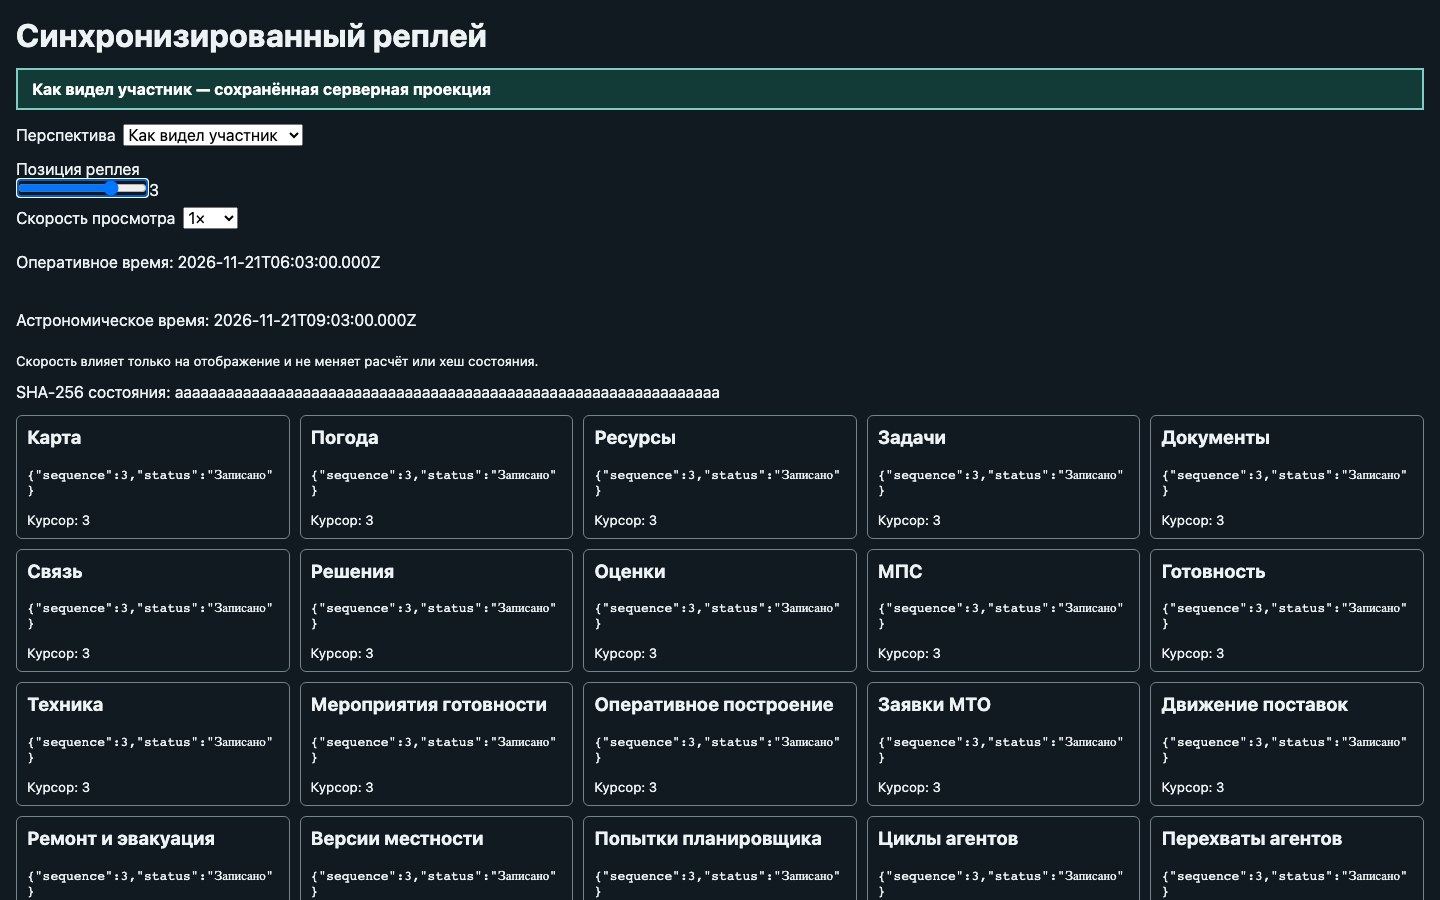 Синхронизированный реплей
Как видел участник — сохранённая серверная проекция
Перспектива Как видел участник
Позиция реплея
3
Скорость просмотра 1×
Оперативное время: 2026-11-21T06:03:00.000Z
Астрономическое время: 2026-11-21T09:03:00.000Z
Скорость влияет только на отображение и не меняет расчёт или хеш состояния.
SHA-256 состояния: aaaaaaaaaaaaaaaaaaaaaaaaaaaaaaaaaaaaaaaaaaaaaaaaaaaaaaaaaaaaaaaa
Карта
{"sequence":3,"status":"Записано"
}
Курсор: 3
Погода
{"sequence":3,"status":"Записано"
}
Курсор: 3
Ресурсы
{"sequence":3,"status":"Записано"
}
Курсор: 3
Задачи
{"sequence":3,"status":"Записано"
}
Курсор: 3
Документы
{"sequence":3,"status":"Записано"
}
Курсор: 3
Связь
{"sequence":3,"status":"Записано"
}
Курсор: 3
Решения
{"sequence":3,"status":"Записано"
}
Курсор: 3
Оценки
{"sequence":3,"status":"Записано"
}
Курсор: 3
МПС
{"sequence":3,"status":"Записано"
}
Курсор: 3
Готовность
{"sequence":3,"status":"Записано"
}
Курсор: 3
Техника
{"sequence":3,"status":"Записано"
}
Курсор: 3
Мероприятия готовности
{"sequence":3,"status":"Записано"
}
Курсор: 3
Оперативное построение
{"sequence":3,"status":"Записано"
}
Курсор: 3
Заявки МТО
{"sequence":3,"status":"Записано"
}
Курсор: 3
Движение поставок
{"sequence":3,"status":"Записано"
}
Курсор: 3
Ремонт и эвакуация
{"sequence":3,"status":"Записано"
}
Версии местности
{"sequence":3,"status":"Записано"
}
Попытки планировщика
{"sequence":3,"status":"Записано"
}
Циклы агентов
{"sequence":3,"status":"Записано"
}
Перехваты агентов
{"sequence":3,"status":"Записано"
}